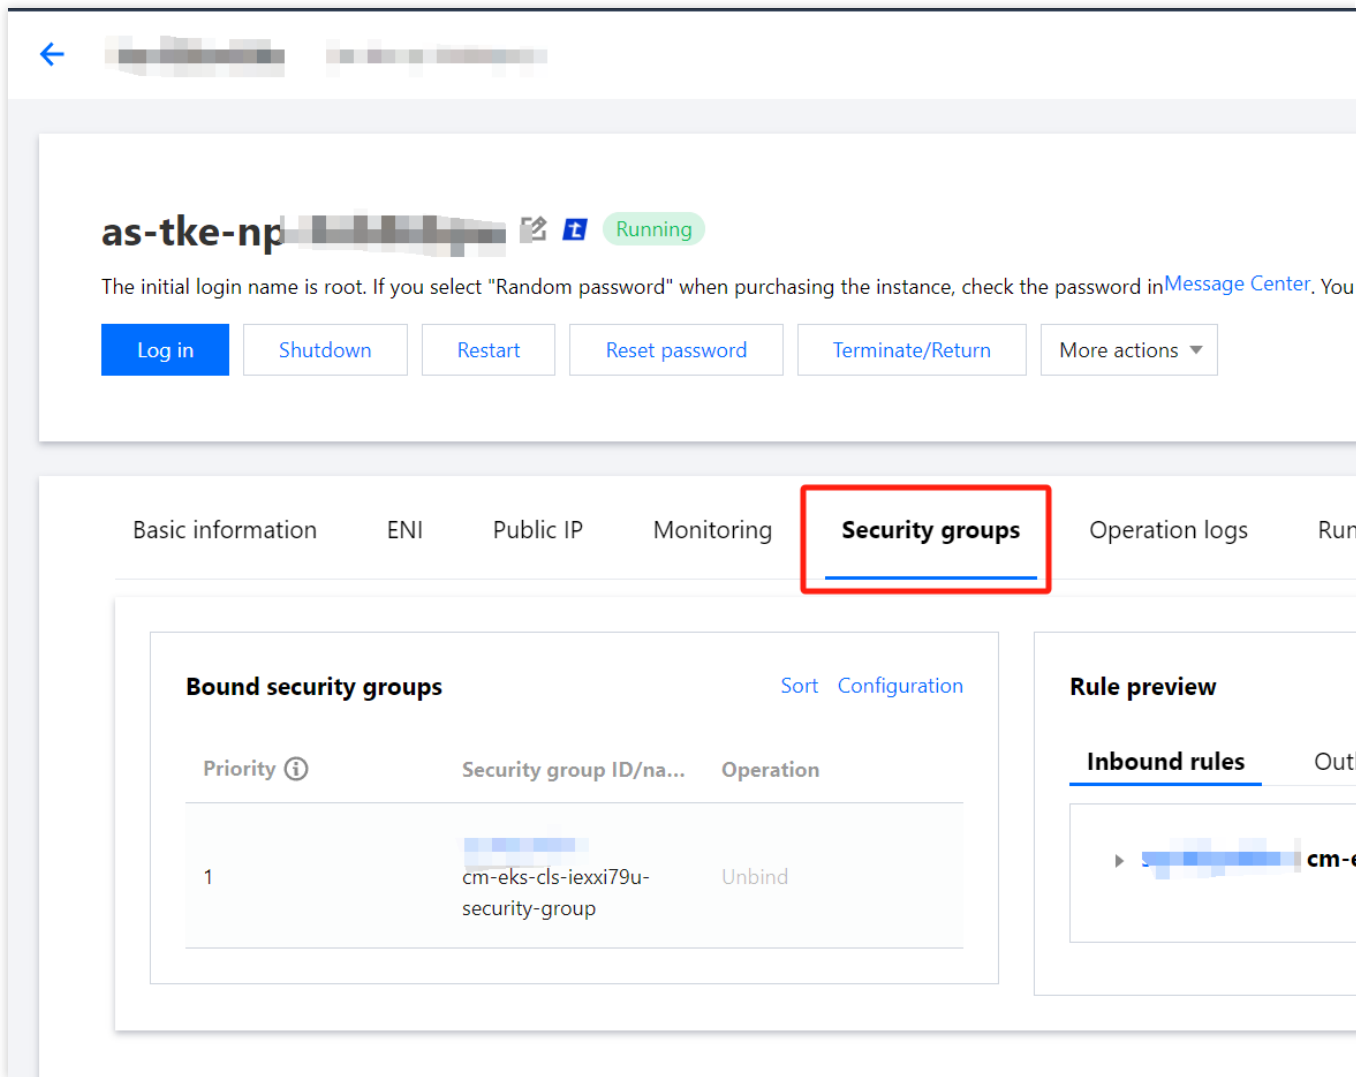 as-tke-np
Running
The initial login name is root. If you select "Random password" when purchasing the instance, check the password in Message Center. You
Log in
Shutdown
Restart
Reset password
Terminate/Return
More actions
Basic information
ENI
Public IP
Monitoring
Security groups
Operation logs
Run
Bound security groups
Sort
Configuration
Rule preview
Priority
Security group ID/na...
Operation
Inbound rules
Out
1
cm-eks-cls-iexxi79u-
security-group
Unbind
cm-e